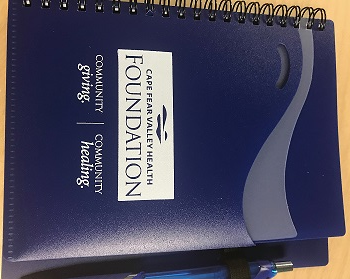 CAPE FEAR VALLEY HEALTH
FOUNDATION
COMMUNITY
giving.
COMMUNITY
healing.